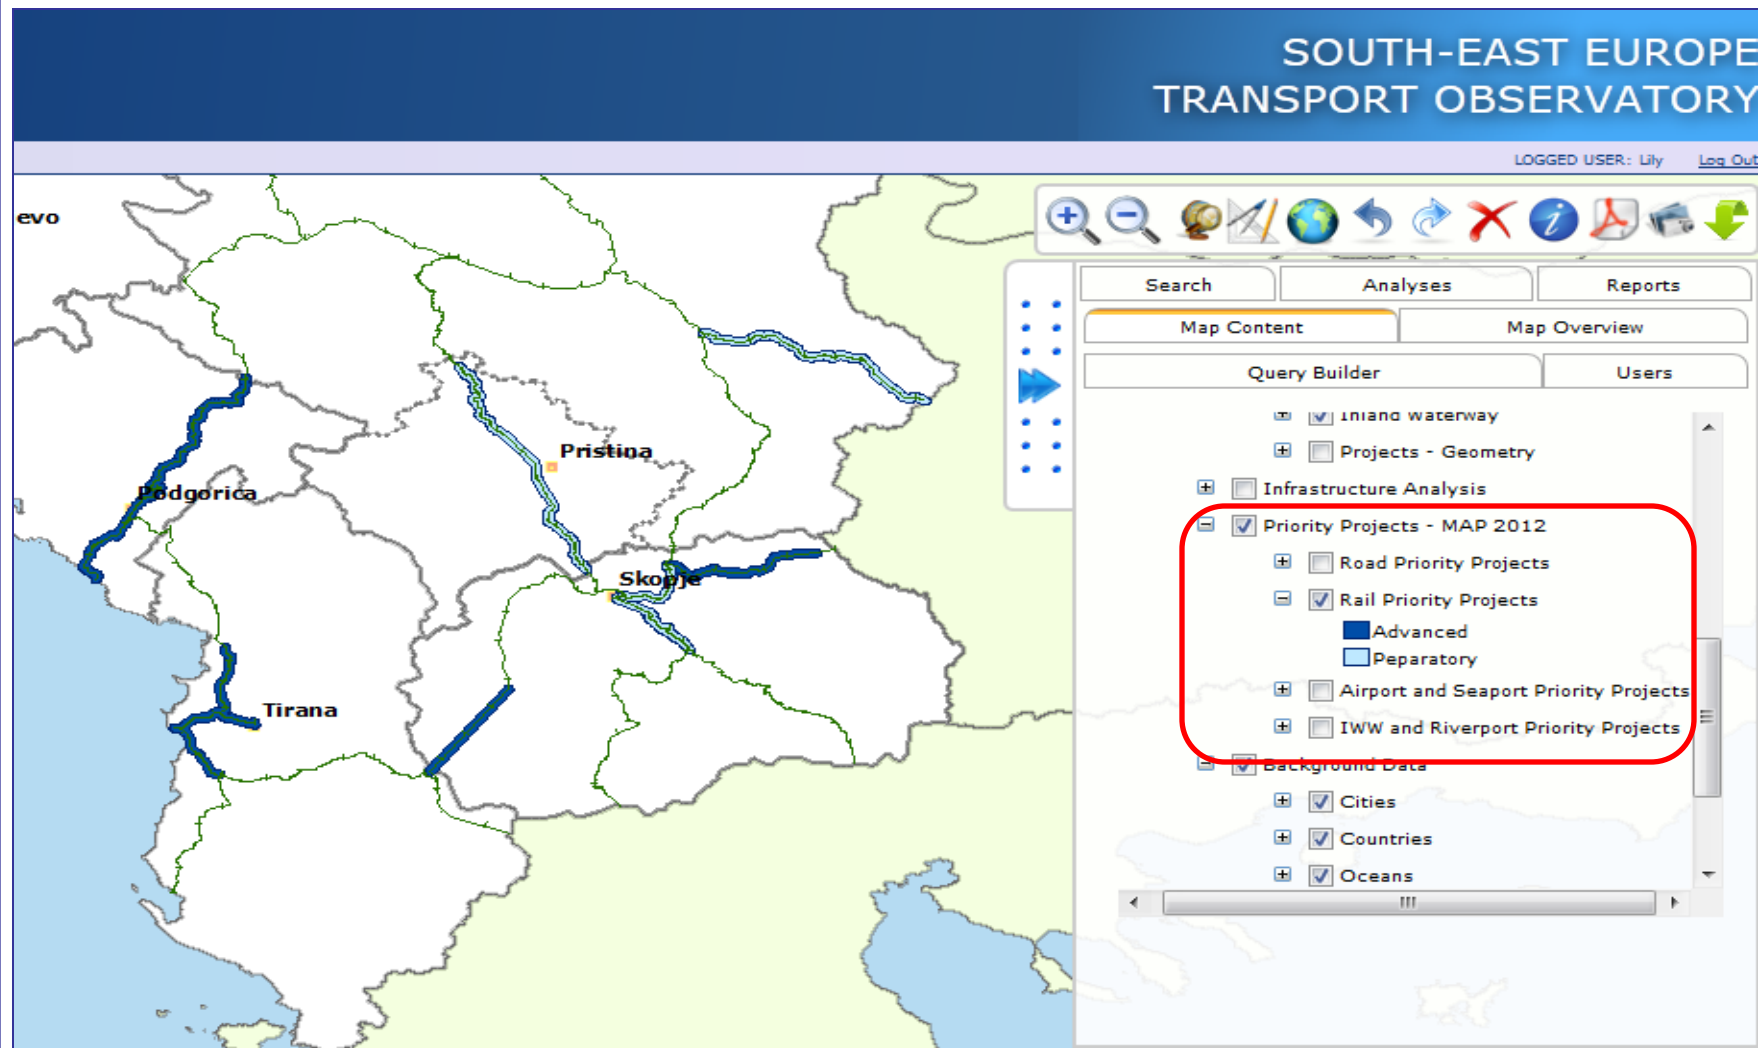 SOUTH-EAST EUROPE
TRANSPORT OBSERVATORY
LOGGED USER: Lily Log Out
evo
Pristina
Podgorica
Skopje
Tirana
Search Analyses Reports
Map Content Map Overview
Query Builder Users
Inland Waterway
Projects - Geometry
Infrastructure Analysis
Priority Projects - MAP 2012
Road Priority Projects
Rail Priority Projects
Advanced
Peparatory
Airport and Seaport Priority Projects
IWW and Riverport Priority Projects
Background Data
Cities
Countries
Oceans